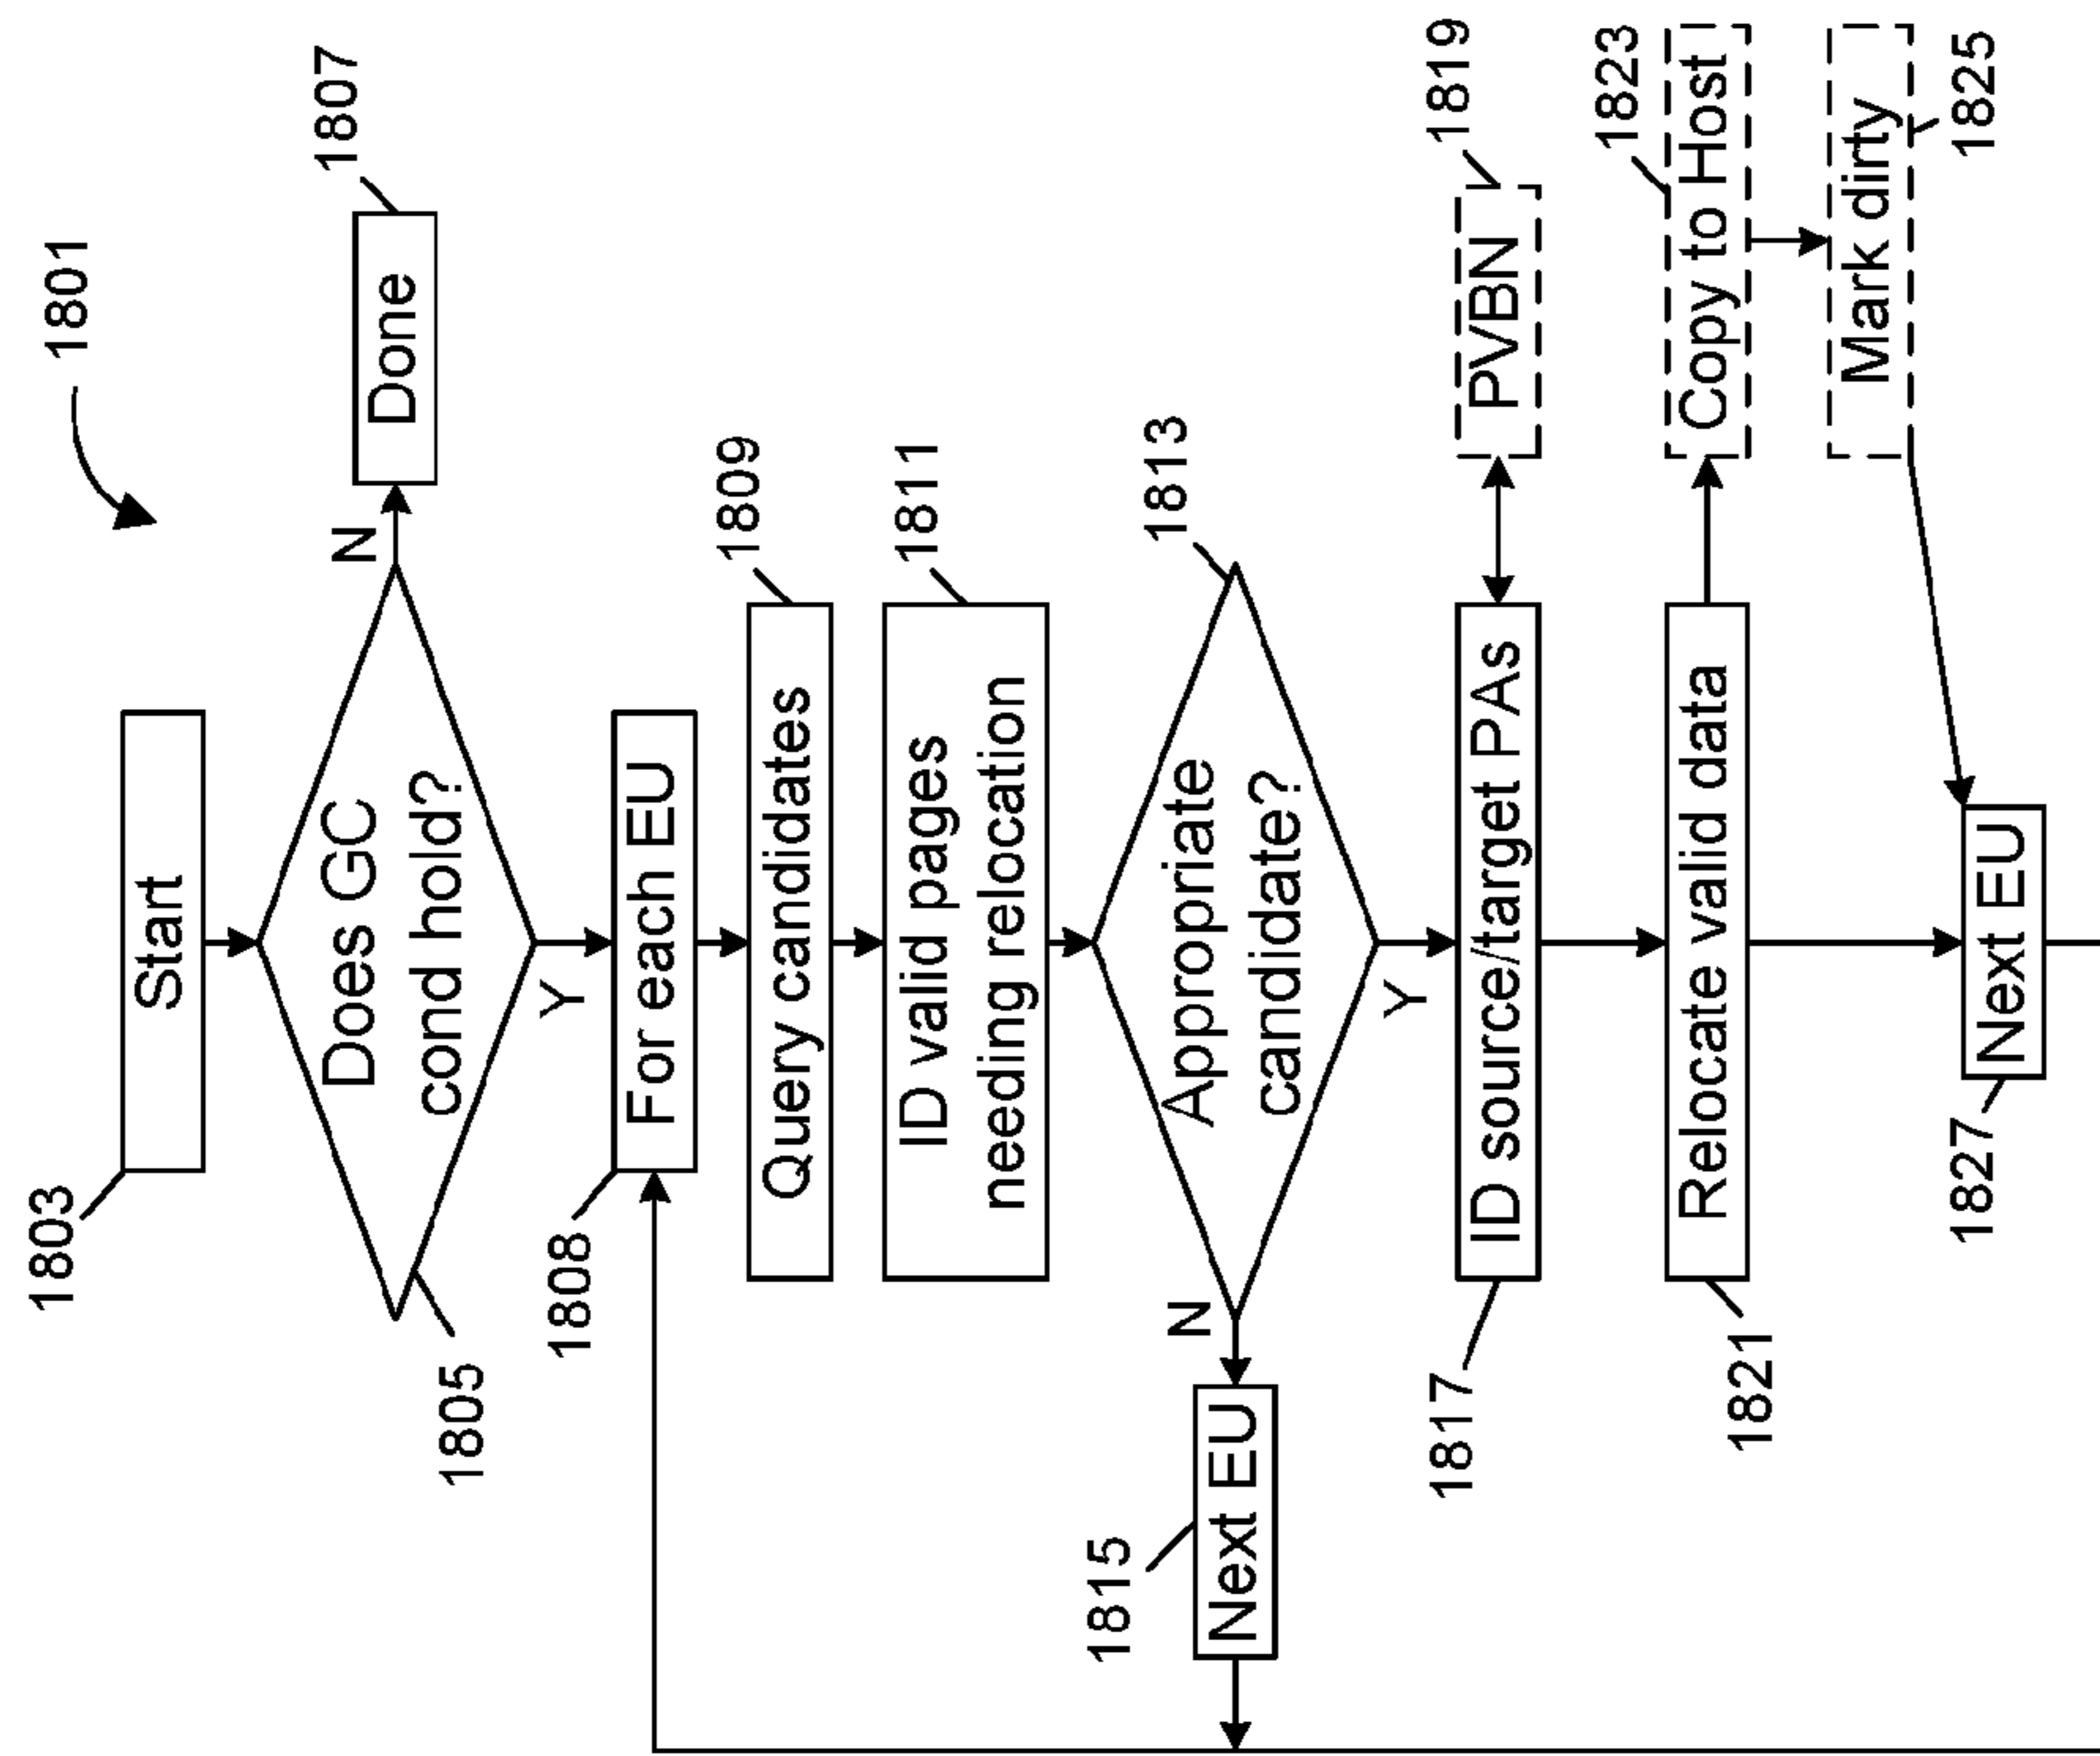 1801
1803
Start
1805
Does GC
cond hold?
N
Done
1807
Y
1808
For each EU
Query candidates
1809
ID valid pages
needing relocation
1811
Appropriate
candidate?
1813
N
Next EU
1815
Y
1817
ID source/target PAs
PVBN
1819
1821
Relocate valid data
Copy to Host
1823
Mark dirty
1825
1827
Next EU